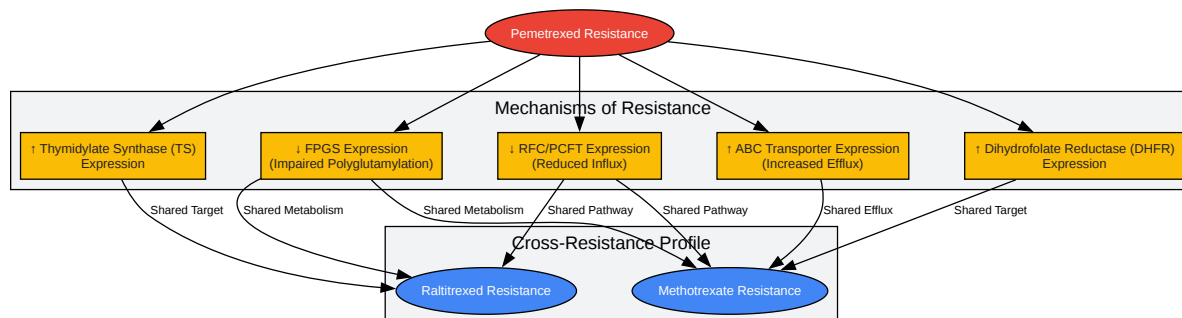 Pemetrexed Resistance
Mechanisms of Resistance
↑ Thymidylate Synthase (TS)
Expression
↓ FPGS Expression
(Impaired Polyglutamylation)
↓ RFC/PCFT Expression
(Reduced Influx)
↑ ABC Transporter Expression
(Increased Efflux)
↑ Dihydrofolate Reductase (DHFR)
Expression
Shared Target
Shared Metabolism
Shared Metabolism
Shared Pathway
Shared Pathway
Shared Efflux
Shared Target
Cross-Resistance Profile
Raltitrexed Resistance
Methotrexate Resistance